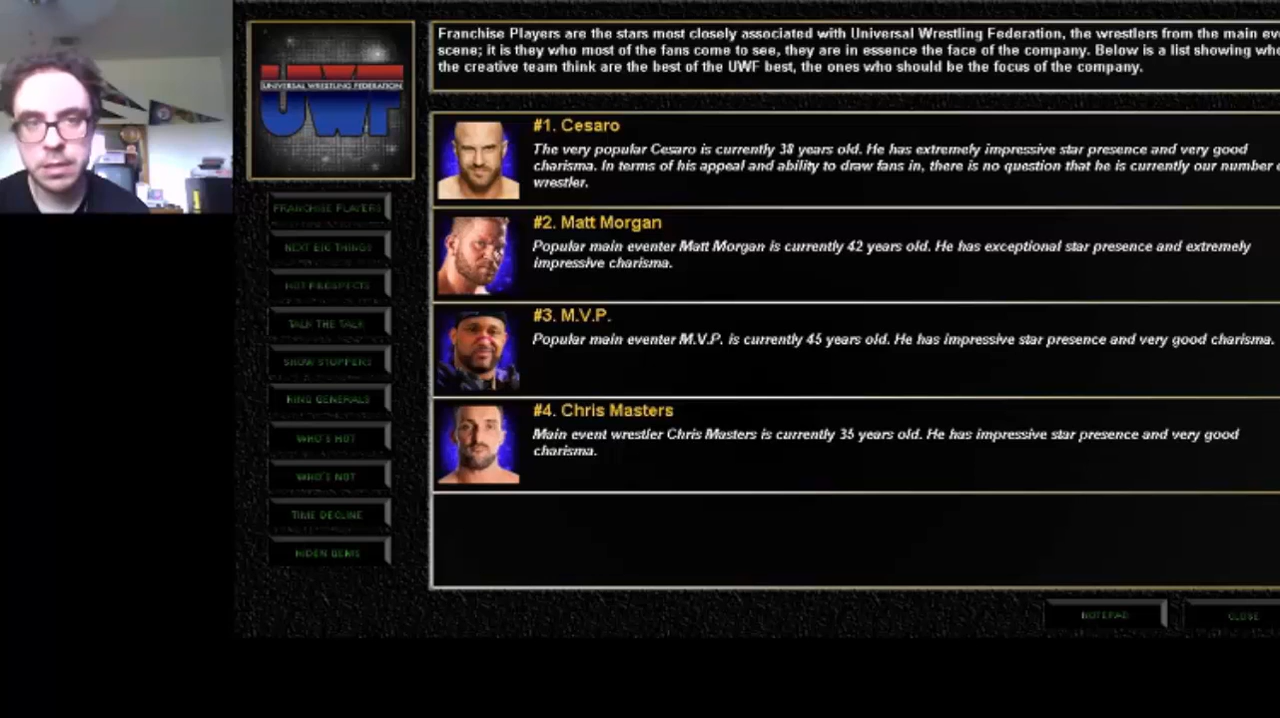 Franchise Players are the stars most closely associated with Universal Wrestling Federation, the wrestlers from the main ev
scene; it is they who most of the fans come to see, they are in essence the face of the company. Below is a list showing who
the creative team think are the best of the UWF best, the ones who should be the focus of the company.
UWF
UNIVERSAL WRESTLING FEDERATION
#1. Cesaro
The very popular Cesaro is currently 38 years old. He has extremely impressive star presence and very good
charisma. In terms of his appeal and ability to draw fans in, there is no question that he is currently our number
wrestler.
#2. Matt Morgan
Popular main eventer Matt Morgan is currently 42 years old. He has exceptional star presence and extremely
impressive charisma.
#3. M.V.P.
Popular main eventer M.V.P. is currently 45 years old. He has impressive star presence and very good charisma.
#4. Chris Masters
Main event wrestler Chris Masters is currently 35 years old. He has impressive star presence and very good
charisma.
FRANCHISE PLAYERS
NEXT BIG THINGS
HOT PROSPECTS
TALK THE TALK
SHOW STOPPERS
RING GENERALS
WHO'S HOT
WHO'S NOT
TIME DECLINE
HIDEN GEMS
NOTEPAD
CLOSE